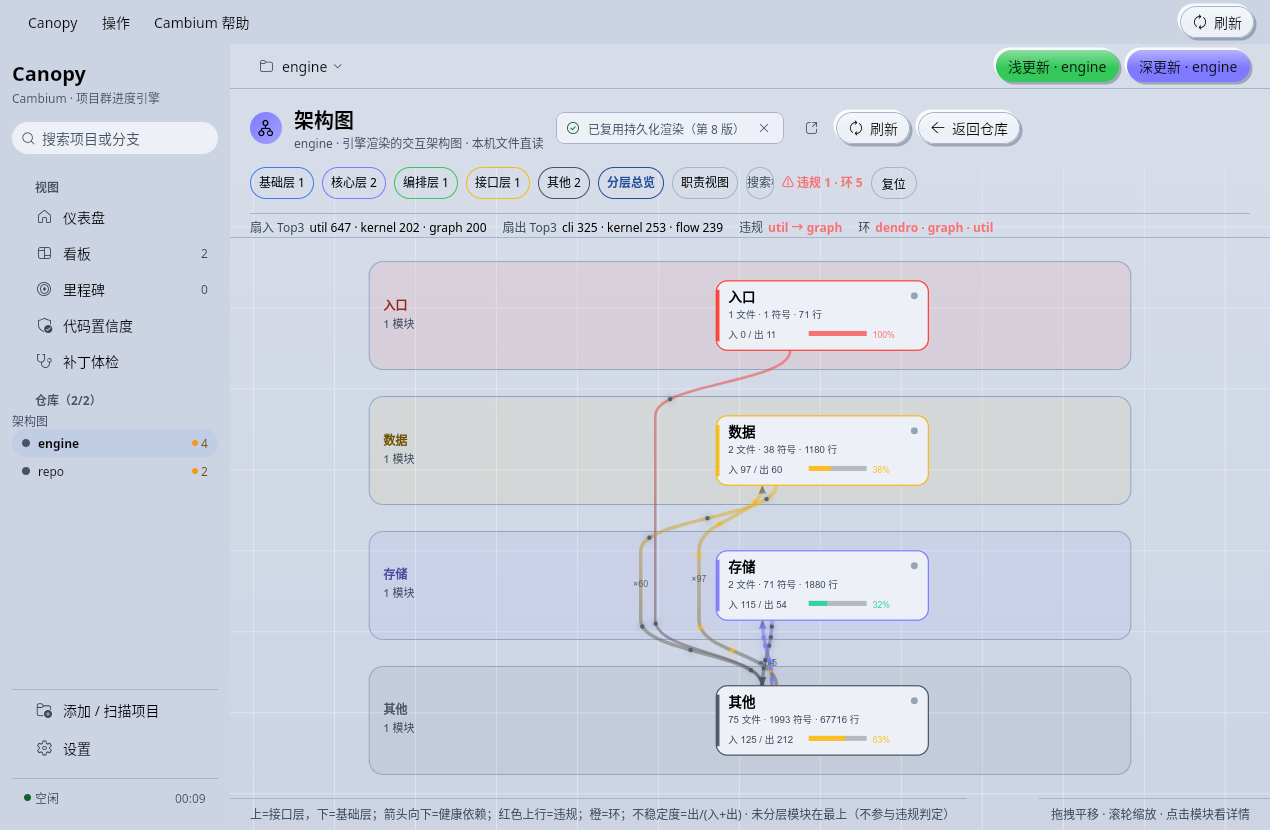 Canopy 操作 Cambium 帮助 刷新
Canopy
Cambium · 项目群进度引擎
搜索项目或分支
视图
仪表盘
看板 2
里程碑 0
代码置信度
补丁体检
仓库（2/2）
架构图
engine 4
repo 2
添加 / 扫描项目
设置
空闲 00:09
engine 浅更新 · engine 深更新 · engine
架构图
engine · 引擎渲染的交互架构图 · 本机文件直读
已复用持久化渲染（第 8 版） 刷新 返回仓库
基础层 1 核心层 2 编排层 1 接口层 1 其他 2 分层总览 职责视图 搜索 违规 1 · 环 5 复位
扇入 Top3 util 647 · kernel 202 · graph 200 扇出 Top3 cli 325 · kernel 253 · flow 239 违规 util → graph 环 dendro · graph · util
入口
1 模块
入口
1 文件 · 1 符号 · 71 行
入 0 / 出 11 100%
数据
1 模块
数据
2 文件 · 38 符号 · 1180 行
入 97 / 出 60 38%
存储
1 模块
存储
2 文件 · 71 符号 · 1880 行
入 115 / 出 54 32%
×60
×97
其他
1 模块
其他
75 文件 · 1993 符号 · 67716 行
入 125 / 出 212 63%
上=接口层，下=基础层；箭头向下=健康依赖；红色上行=违规；橙=环；不稳定度=出/(入+出) · 未分层模块在最上（不参与违规判定）
拖拽平移 · 滚轮缩放 · 点击模块看详情